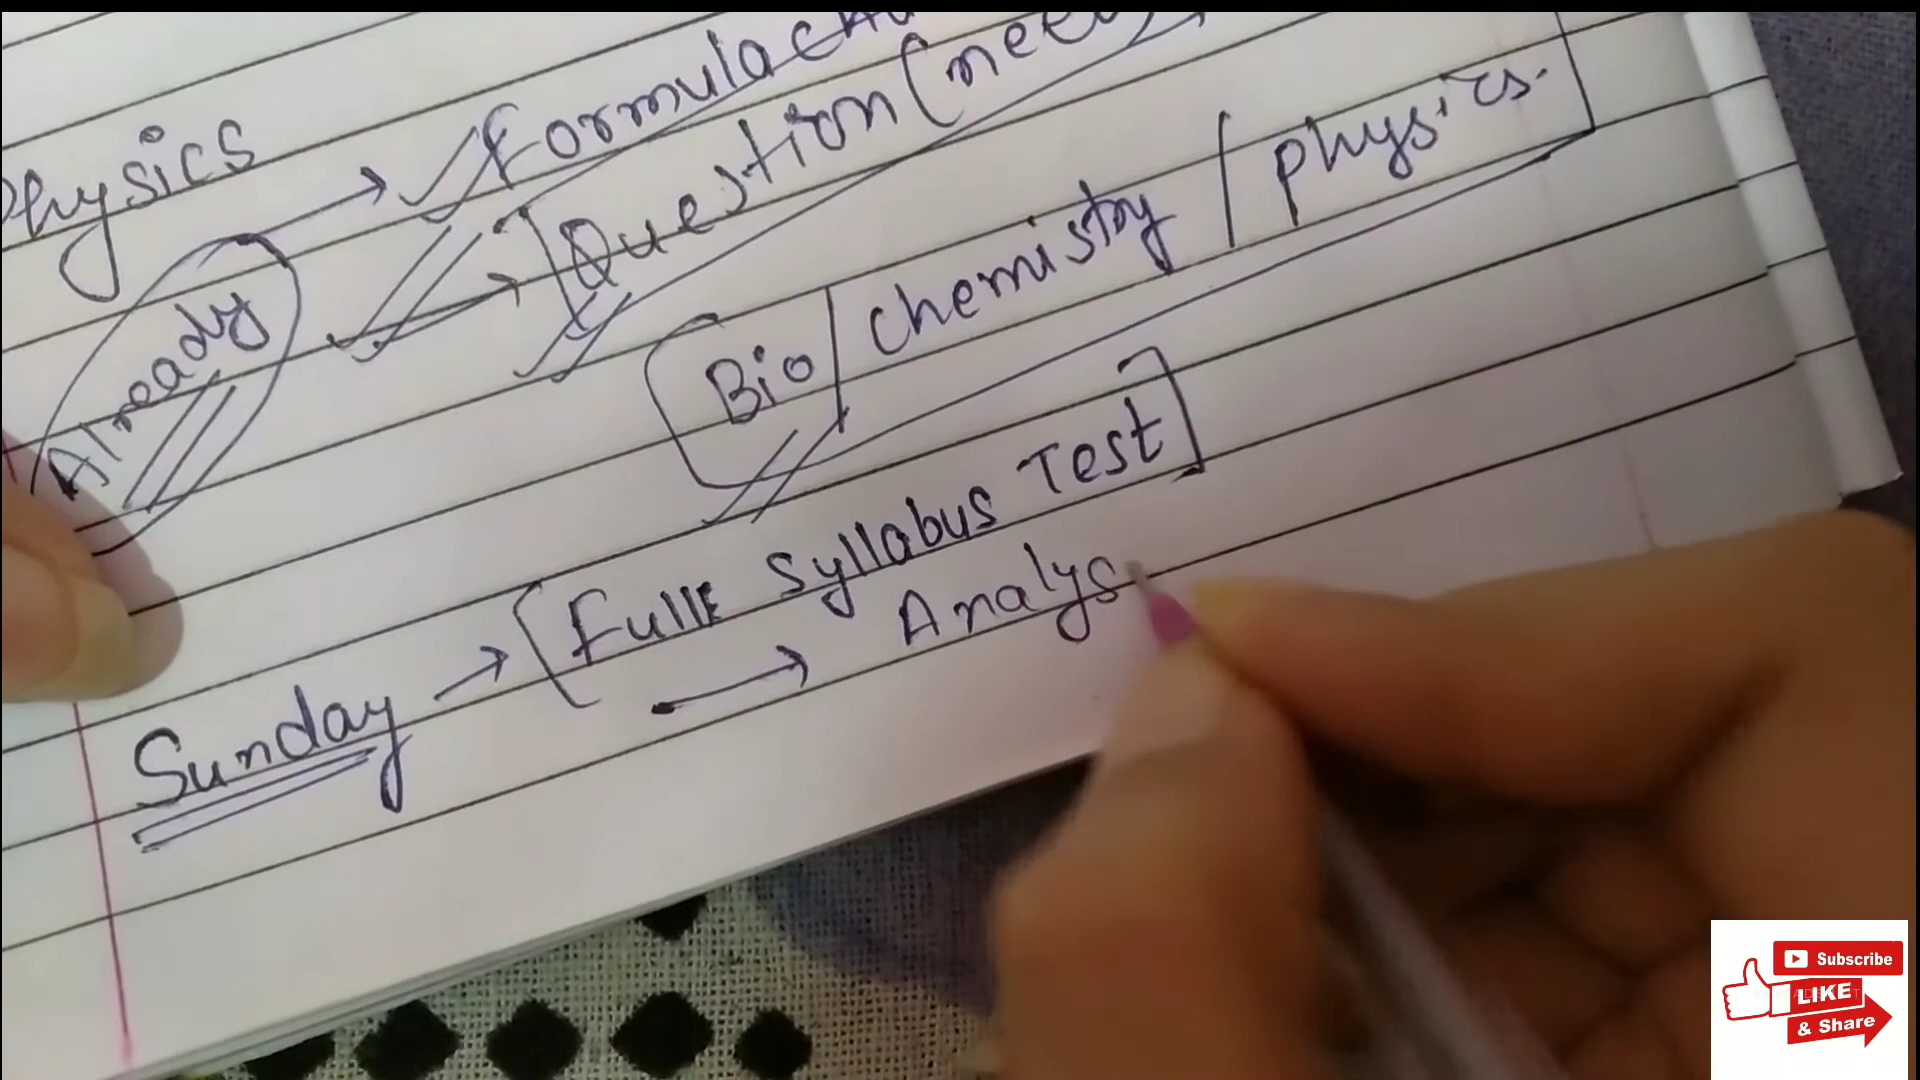 Physics → Formula
Already → Question (nee
Bio / Chemistry / Physics.
Sunday → [Full Syllabus Test]
→ Analys
Subscribe
LIKE
& Share